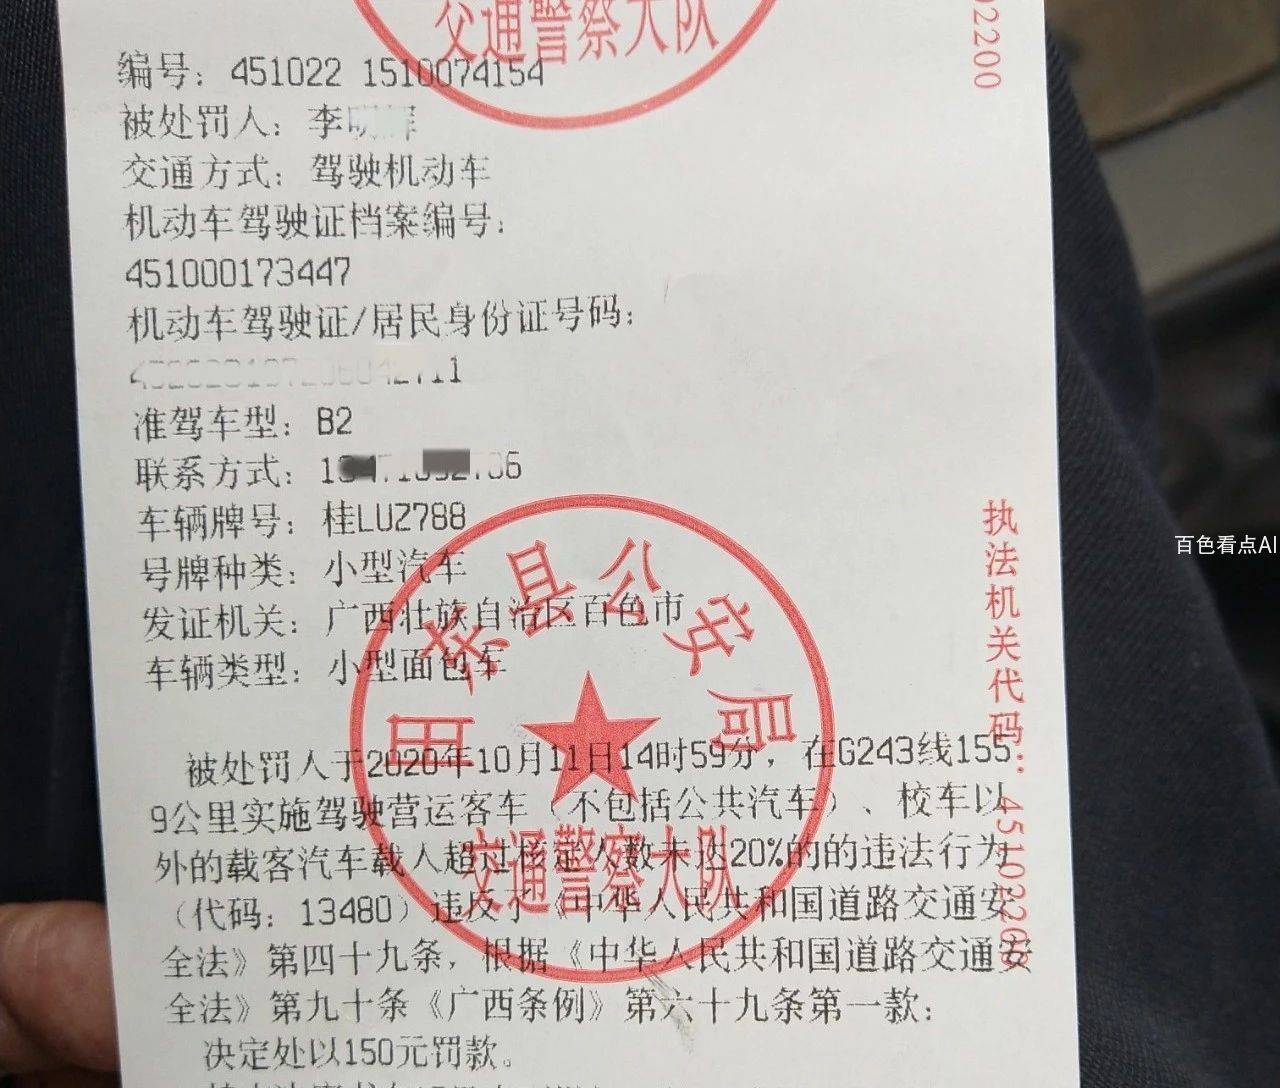 交通警察大队
02200
编号：451022 1510074154
被处罚人：李
交通方式：驾驶机动车
机动车驾驶证档案编号：
451000173447
机动车驾驶证/居民身份证号码：
准驾车型：B2
联系方式：
车辆牌号：桂LUZ788
号牌种类：小型汽车
发证机关：广西壮族自治区百色市
车辆类型：小型面包车
田东县公安局
交通警察大队
执法机关代码：451022200
百色看点AI
被处罚人于2020年10月11日14时59分，在G243线155
9公里实施驾驶营运客车（不包括公共汽车）、校车以
外的载客汽车载人超过核定人数未达20%的的违法行为
（代码：13480）违反了《中华人民共和国道路交通安
全法》第四十九条，根据《中华人民共和国道路交通安
全法》第九十条《广西条例》第六十九条第一款：
决定处以150元罚款。